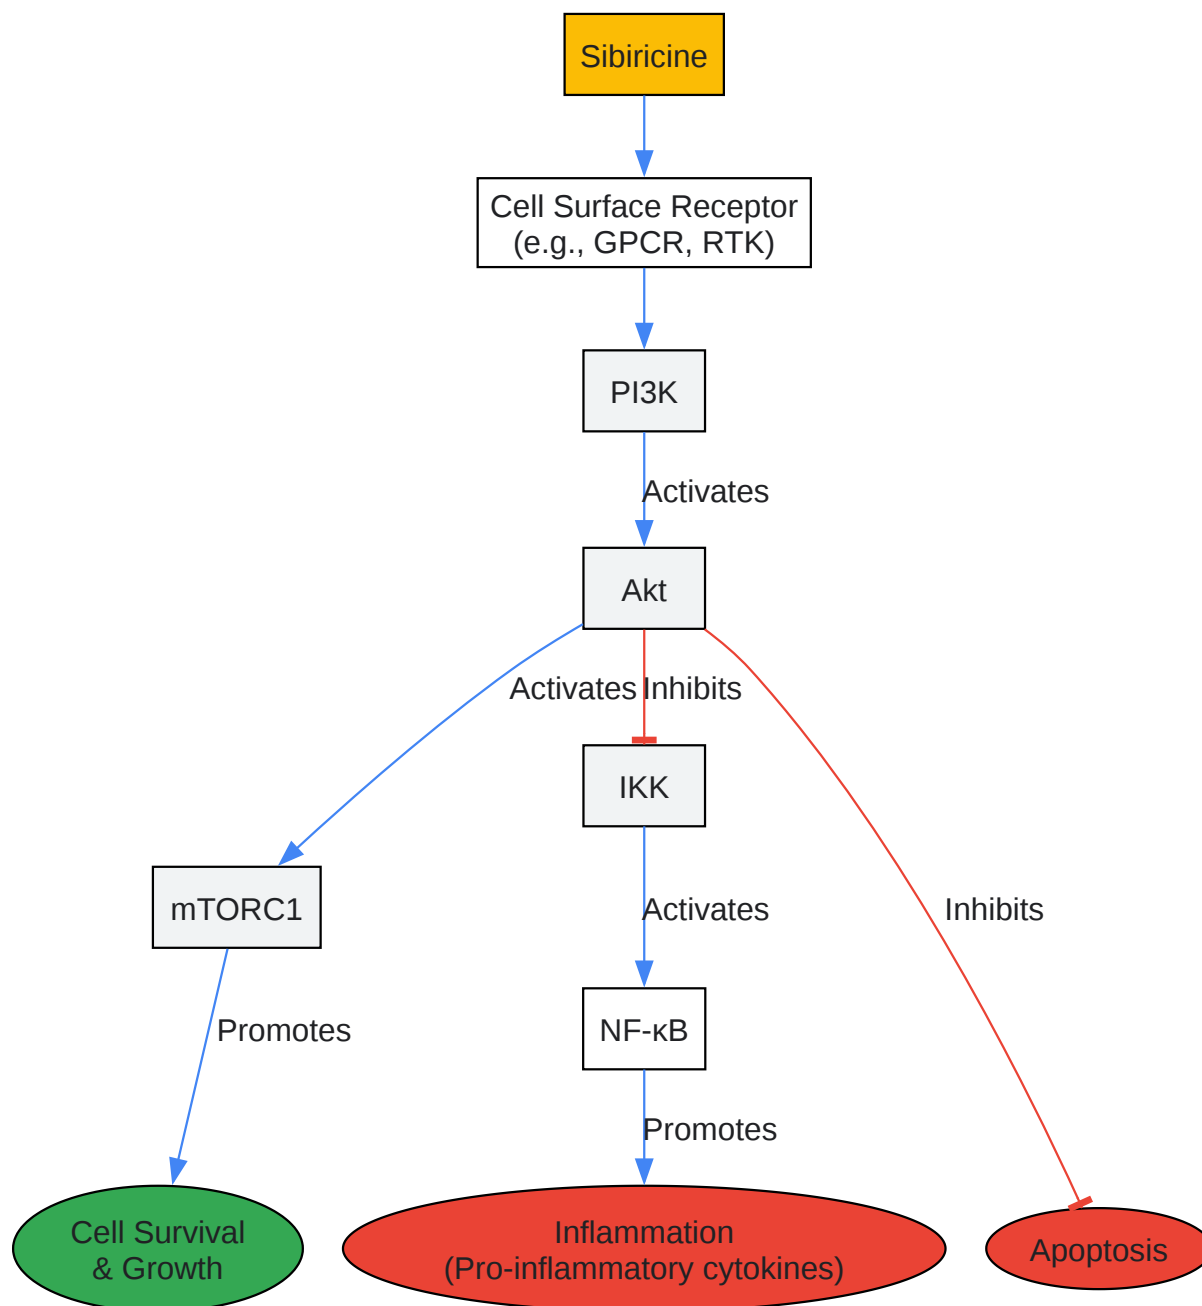 Sibiricine
Cell Surface Receptor
(e.g., GPCR, RTK)
PI3K
Activates
Akt
Activates
Inhibits
IKK
mTORC1
Activates
Inhibits
NF-κB
Promotes
Promotes
Cell Survival
& Growth
Inflammation
(Pro-inflammatory cytokines)
Apoptosis